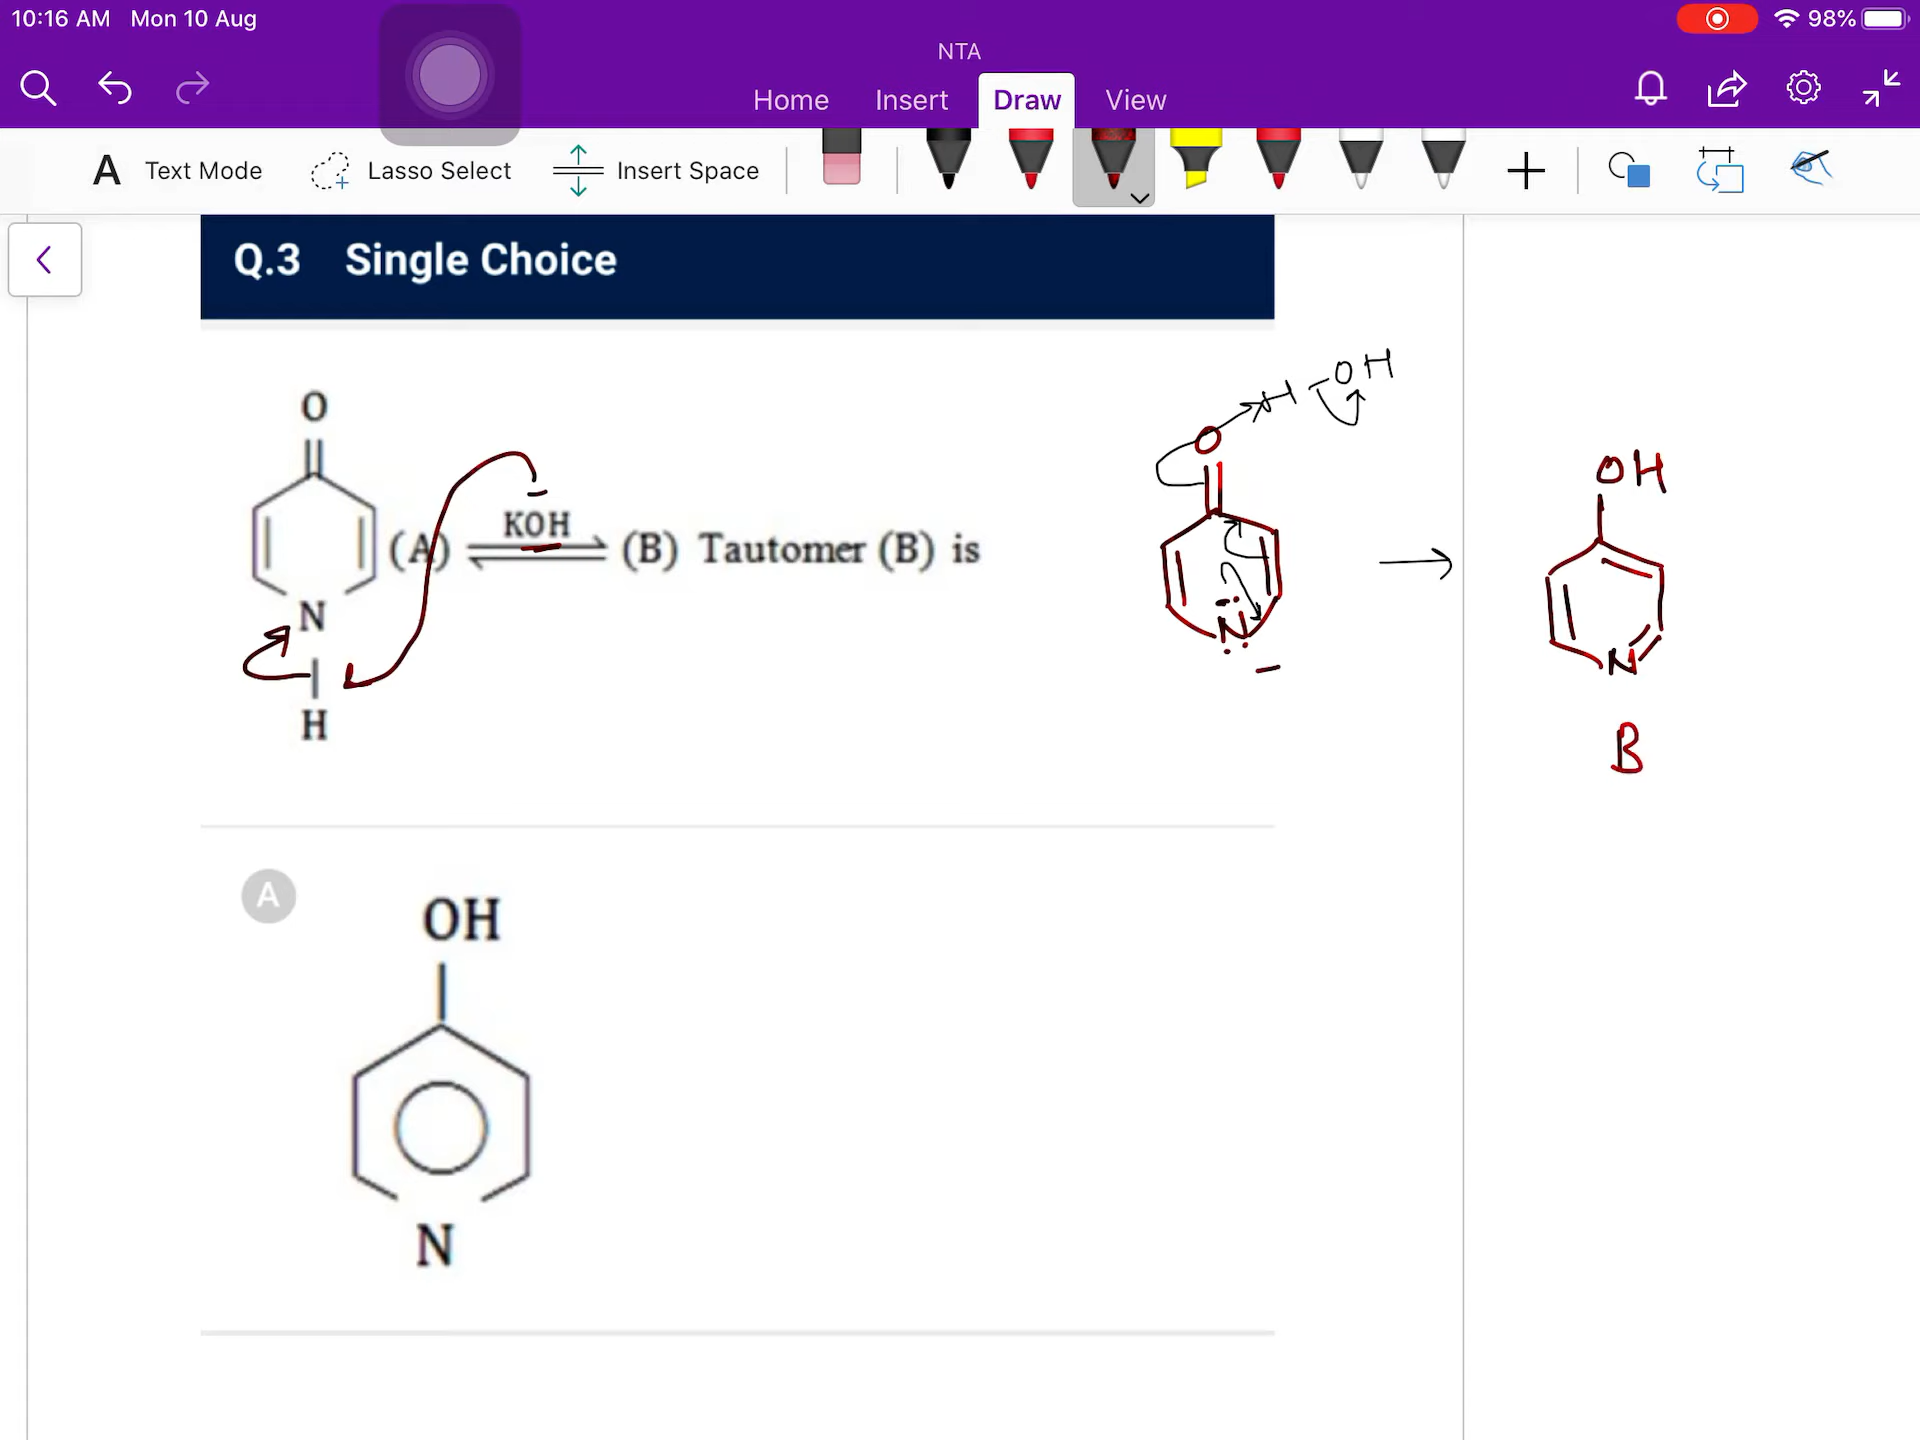 10:16 AM Mon 10 Aug
98%
NTA
Home Insert Draw View
A Text Mode Lasso Select Insert Space
Q.3 Single Choice
O
N
H
(A) KOH (B) Tautomer (B) is
H -OH
O
N
OH
N
B
A
OH
N